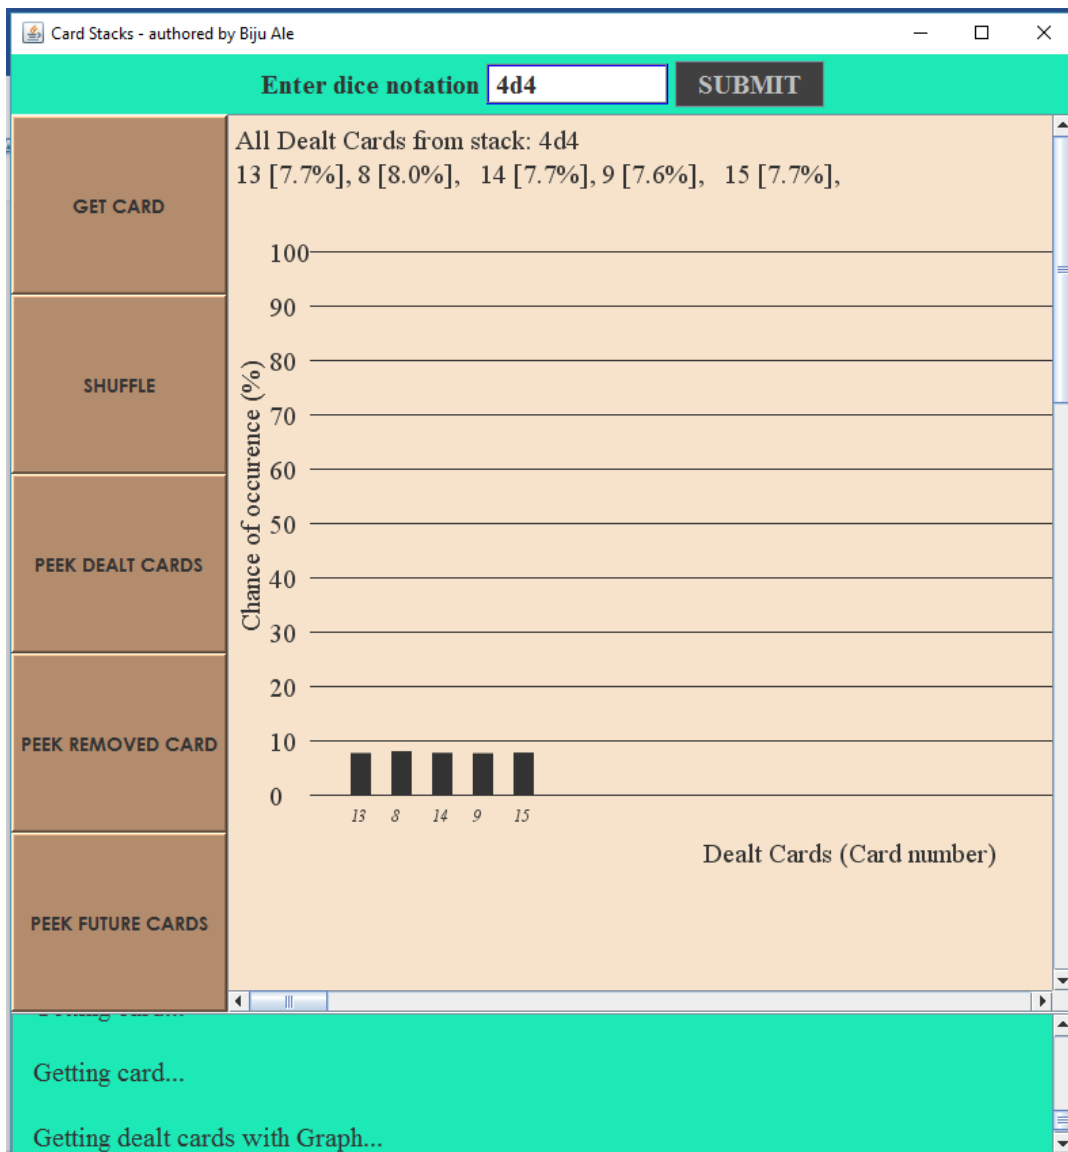 Card Stacks - authored by Biju Ale
Enter dice notation 4d4 SUBMIT
GET CARD
SHUFFLE
PEEK DEALT CARDS
PEEK REMOVED CARD
PEEK FUTURE CARDS
All Dealt Cards from stack: 4d4
13 [7.7%], 8 [8.0%], 14 [7.7%], 9 [7.6%], 15 [7.7%],
Chance of occurence (%)
100
90
80
70
60
50
40
30
20
10
0
13 8 14 9 15
Dealt Cards (Card number)
Getting card...
Getting dealt cards with Graph...